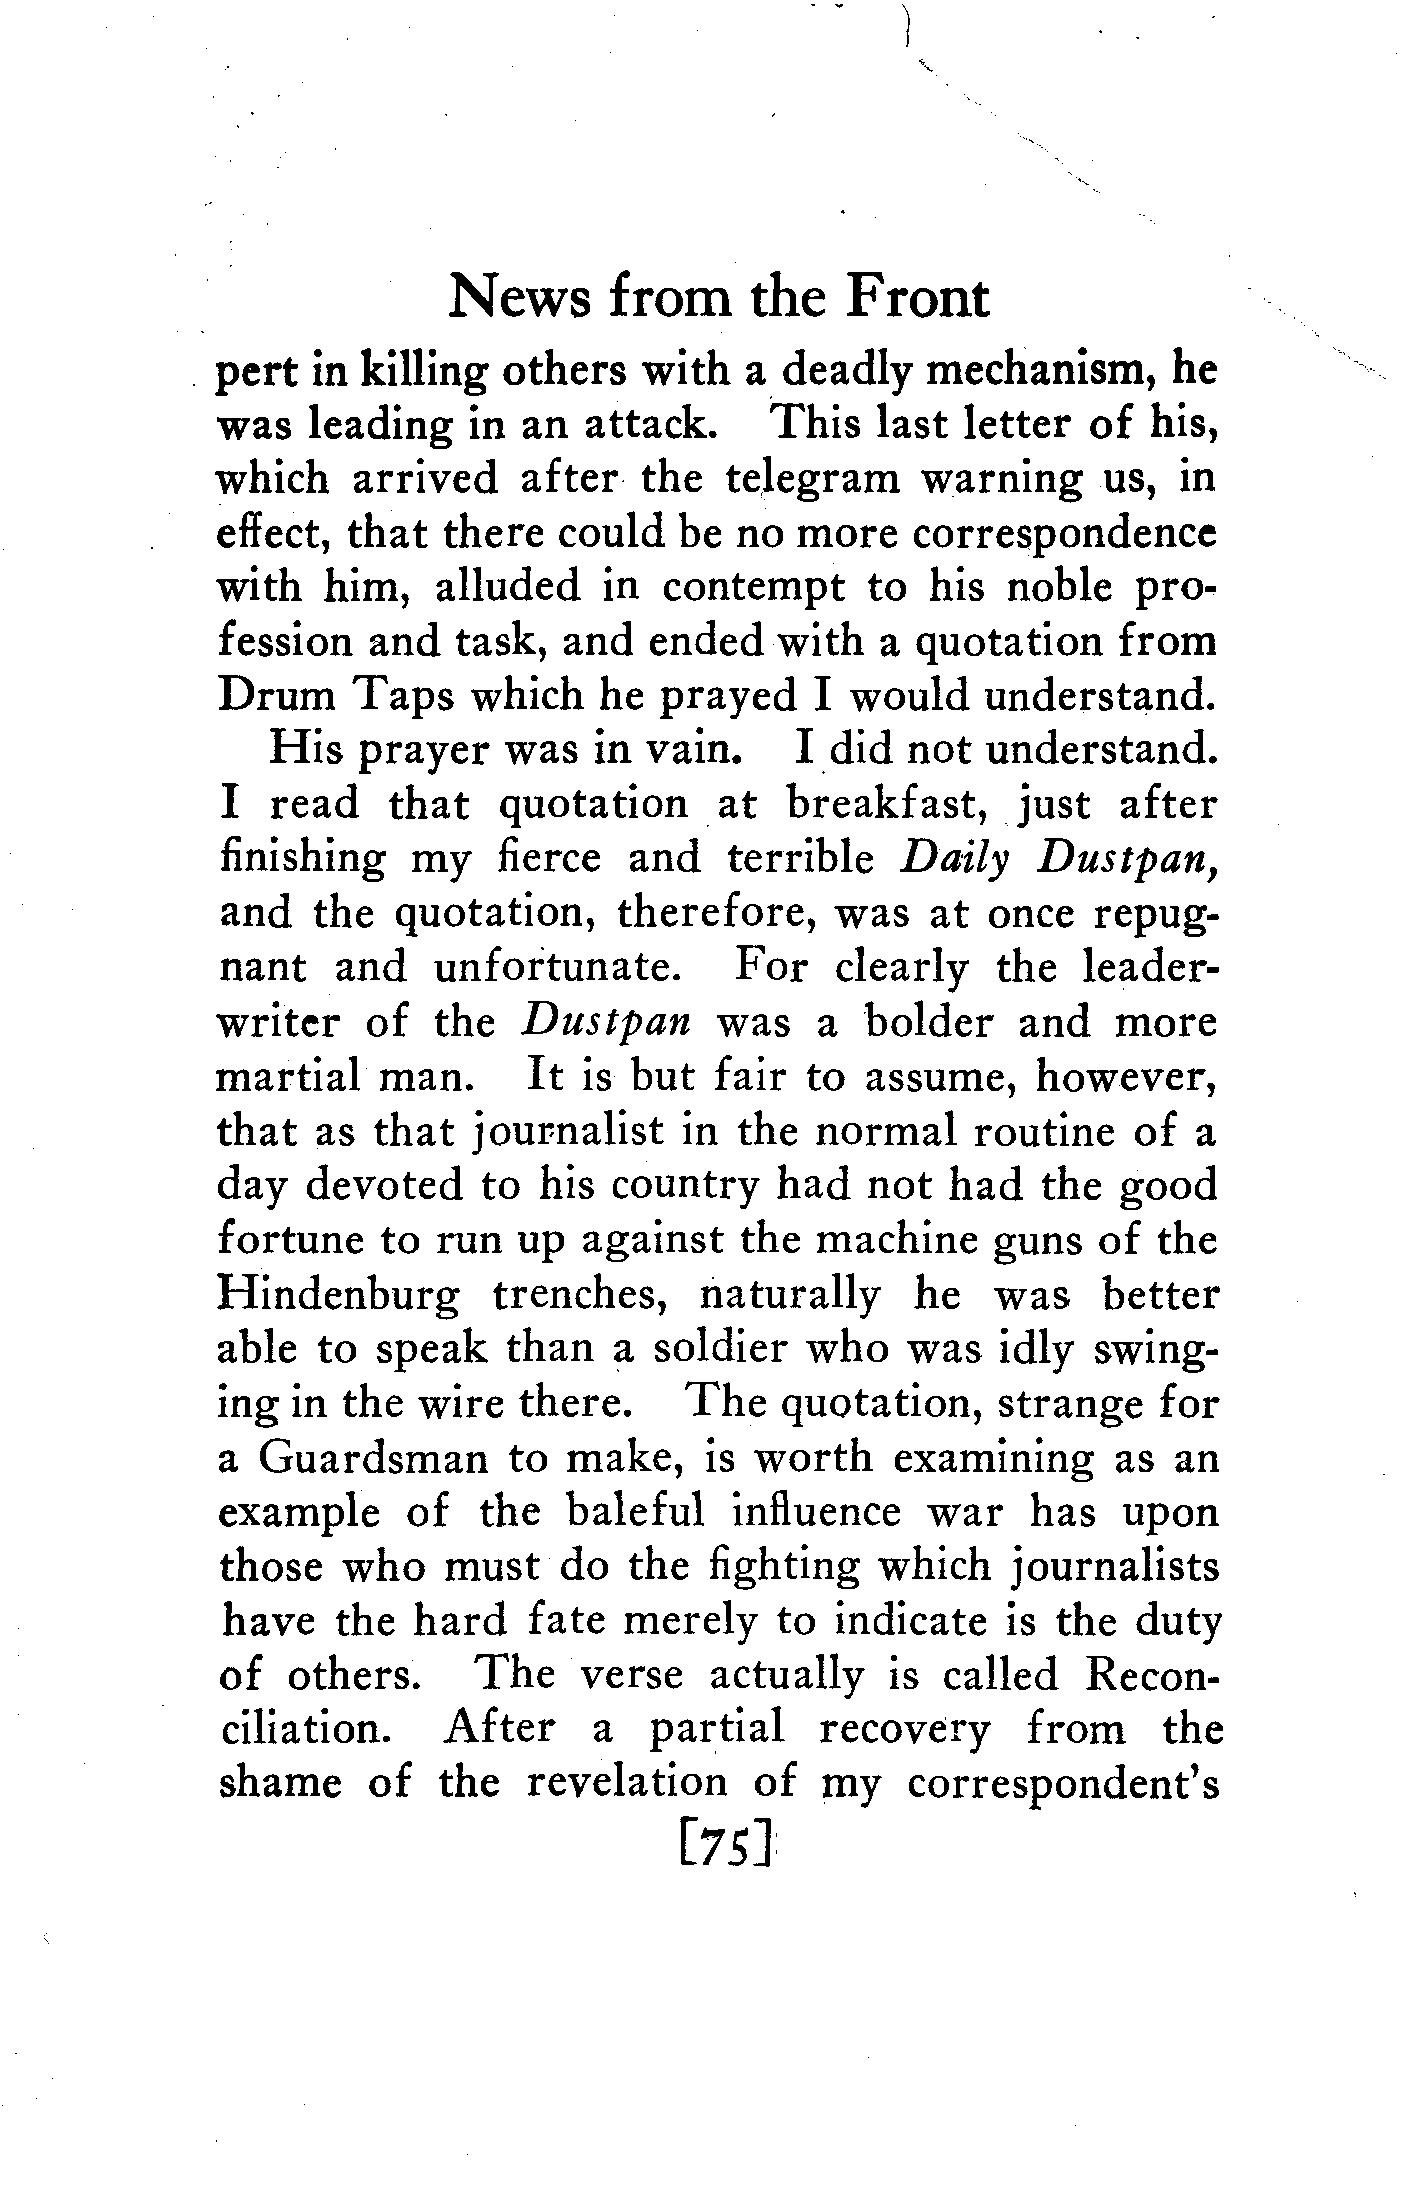 News from the Front
pert in killing others with a deadly mechanism, he
was leading in an attack. This last letter of his,
which arrived after the telegram warning us, in
effect, that there could be no more correspondence
with him, alluded in contempt to his noble pro-
fession and task, and ended with a quotation from
Drum Taps which he prayed I would understand.
His prayer was in vain. I did not understand.
I read that quotation at breakfast, just after
finishing my fierce and terrible Daily Dustpan,
and the quotation, therefore, was at once repug-
nant and unfortunate. For clearly the leader-
writer of the Dustpan was a bolder and more
martial man. It is but fair to assume, however,
that as that journalist in the normal routine of a
day devoted to his country had not had the good
fortune to run up against the machine guns of the
Hindenburg trenches, naturally he was better
able to speak than a soldier who was idly swing-
ing in the wire there. The quotation, strange for
a Guardsman to make, is worth examining as an
example of the baleful influence war has upon
those who must do the fighting which journalists
have the hard fate merely to indicate is the duty
of others. The verse actually is called Recon-
ciliation. After a partial recovery from the
shame of the revelation of my correspondent's
[75]